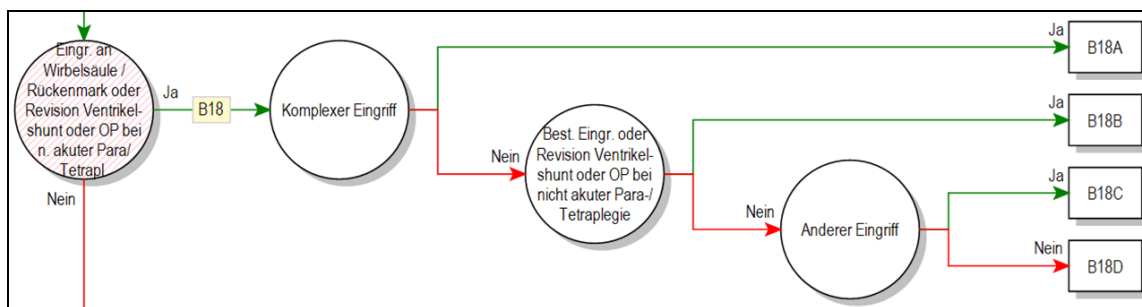 Eingr. an
Wirbelsäule /
Rückenmark oder
Revision Ventrikel-
shunt oder OP bei
n. akuter Para/
Tetrapl
Ja
B18
Nein
Komplexer Eingriff
Ja
B18A
Nein
Best. Eingr. oder
Revision Ventrikel-
shunt oder OP bei
nicht akuter Para-/
Tetraplegie
Ja
B18B
Nein
Anderer Eingriff
Ja
B18C
Nein
B18D